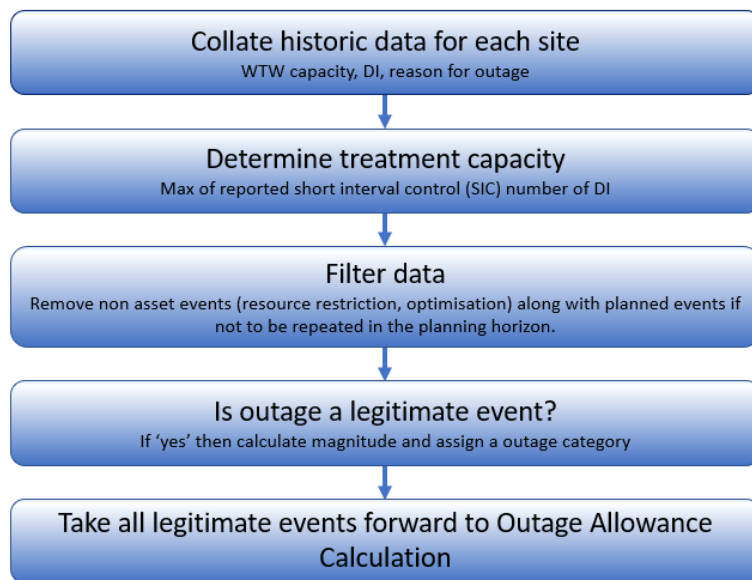 Collate historic data for each site
WTW capacity, DI, reason for outage
Determine treatment capacity
Max of reported short interval control (SIC) number of DI
Filter data
Remove non asset events (resource restriction, optimisation) along with planned events if
not to be repeated in the planning horizon.
Is outage a legitimate event?
If ‘yes’ then calculate magnitude and assign a outage category
Take all legitimate events forward to Outage Allowance
Calculation